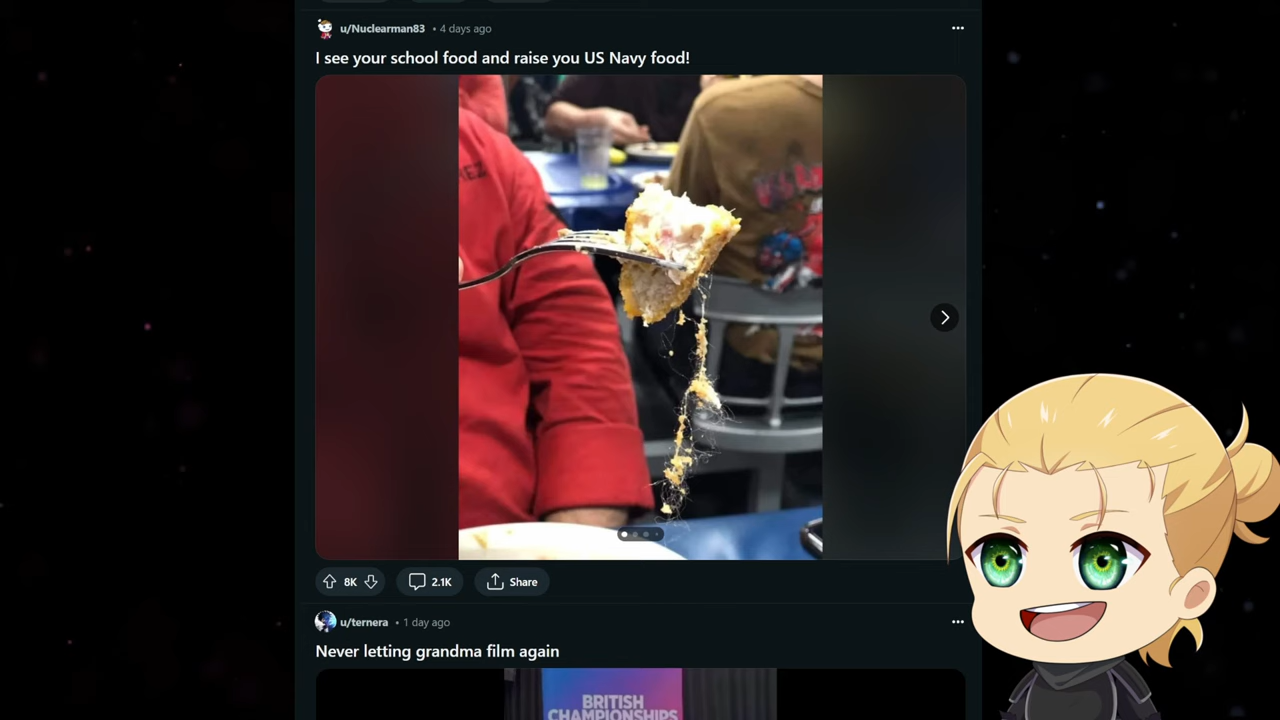 u/Nuclearman83 • 4 days ago
I see your school food and raise you US Navy food!
EZ
8K 2.1K Share
u/ternera • 1 day ago
Never letting grandma film again
BRITISH
CHAMPIONSHIPS